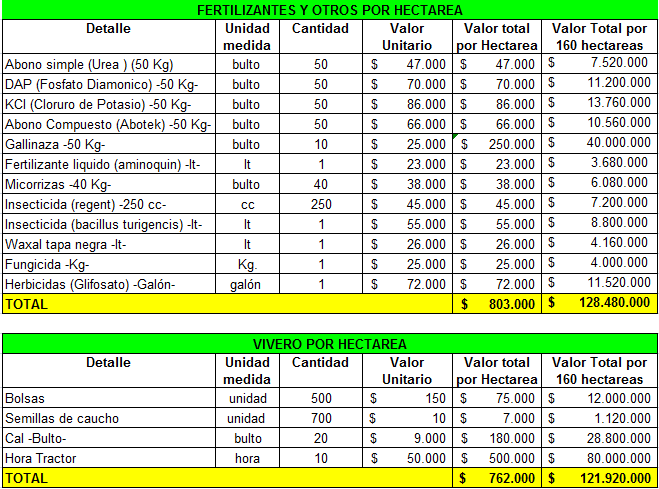 FERTILIZANTES Y OTROS POR HECTAREA
Detalle Unidad medida Cantidad Valor Unitario Valor total por Hectarea Valor Total por 160 hectareas
Abono simple (Urea ) (50 Kg) bulto 50 $ 47.000 $ 47.000 $ 7.520.000
DAP (Fosfato Diamonico) -50 Kg- bulto 50 $ 70.000 $ 70.000 $ 11.200.000
KCl (Cloruro de Potasio) -50 Kg- bulto 50 $ 86.000 $ 86.000 $ 13.760.000
Abono Compuesto (Abotek) -50 Kg- bulto 50 $ 66.000 $ 66.000 $ 10.560.000
Gallinaza -50 Kg- bulto 10 $ 25.000 $ 250.000 $ 40.000.000
Fertilizante liquido (aminoquin) -lt- lt 1 $ 23.000 $ 23.000 $ 3.680.000
Micorrizas -40 Kg- bulto 40 $ 38.000 $ 38.000 $ 6.080.000
Insecticida (regent) -250 cc- cc 250 $ 45.000 $ 45.000 $ 7.200.000
Insecticida (bacillus turigencis) -lt- lt 1 $ 55.000 $ 55.000 $ 8.800.000
Waxal tapa negra -lt- lt 1 $ 26.000 $ 26.000 $ 4.160.000
Fungicida -Kg- Kg. 1 $ 25.000 $ 25.000 $ 4.000.000
Herbicidas (Glifosato) -Galón- galón 1 $ 72.000 $ 72.000 $ 11.520.000
TOTAL $ 803.000 $ 128.480.000
VIVERO POR HECTAREA
Detalle Unidad medida Cantidad Valor Unitario Valor total por Hectarea Valor Total por 160 hectareas
Bolsas unidad 500 $ 150 $ 75.000 $ 12.000.000
Semillas de caucho unidad 700 $ 10 $ 7.000 $ 1.120.000
Cal -Bulto- bulto 20 $ 9.000 $ 180.000 $ 28.800.000
Hora Tractor hora 10 $ 50.000 $ 500.000 $ 80.000.000
TOTAL $ 762.000 $ 121.920.000